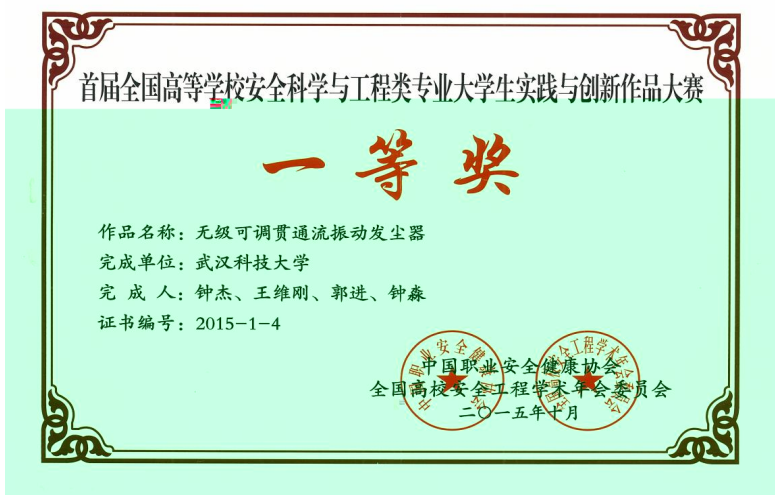 首届全国高等学校安全科学与工程类专业大学生实践与创新作品大赛
一等奖
作品名称：无级可调贯通流振动发尘器
完成单位：武汉科技大学
完 成 人：钟杰、王维刚、郭进、钟淼
证书编号：2015-1-4
中国职业安全健康协会
全国高校安全工程学术年会委员会
二〇一五年十月